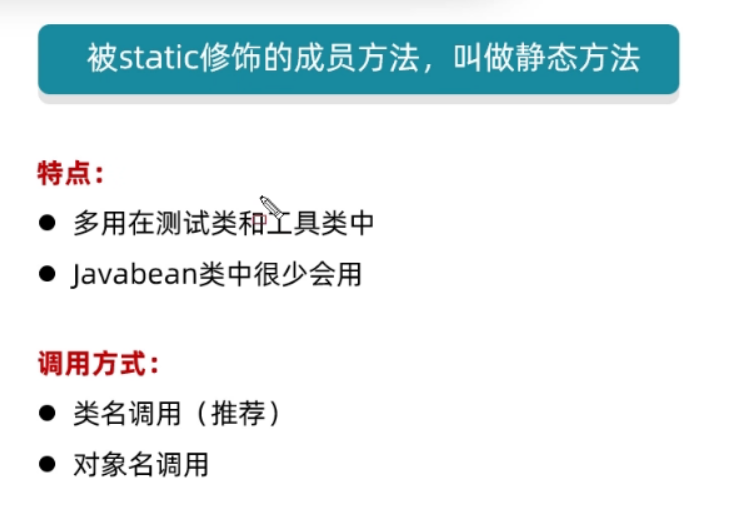 被static修饰的成员方法，叫做静态方法
特点：
● 多用在测试类和工具类中
● Javabean类中很少会用
调用方式：
● 类名调用（推荐）
● 对象名调用